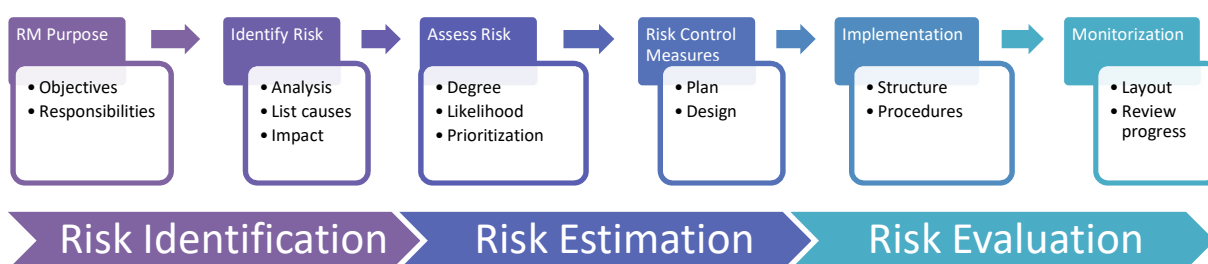 RM Purpose
• Objectives
• Responsibilities
Identify Risk
• Analysis
• List causes
• Impact
Assess Risk
• Degree
• Likelihood
• Prioritization
Risk Control
Measures
• Plan
• Design
Implementation
• Structure
• Procedures
Monitorization
• Layout
• Review
progress
Risk Identification
Risk Estimation
Risk Evaluation